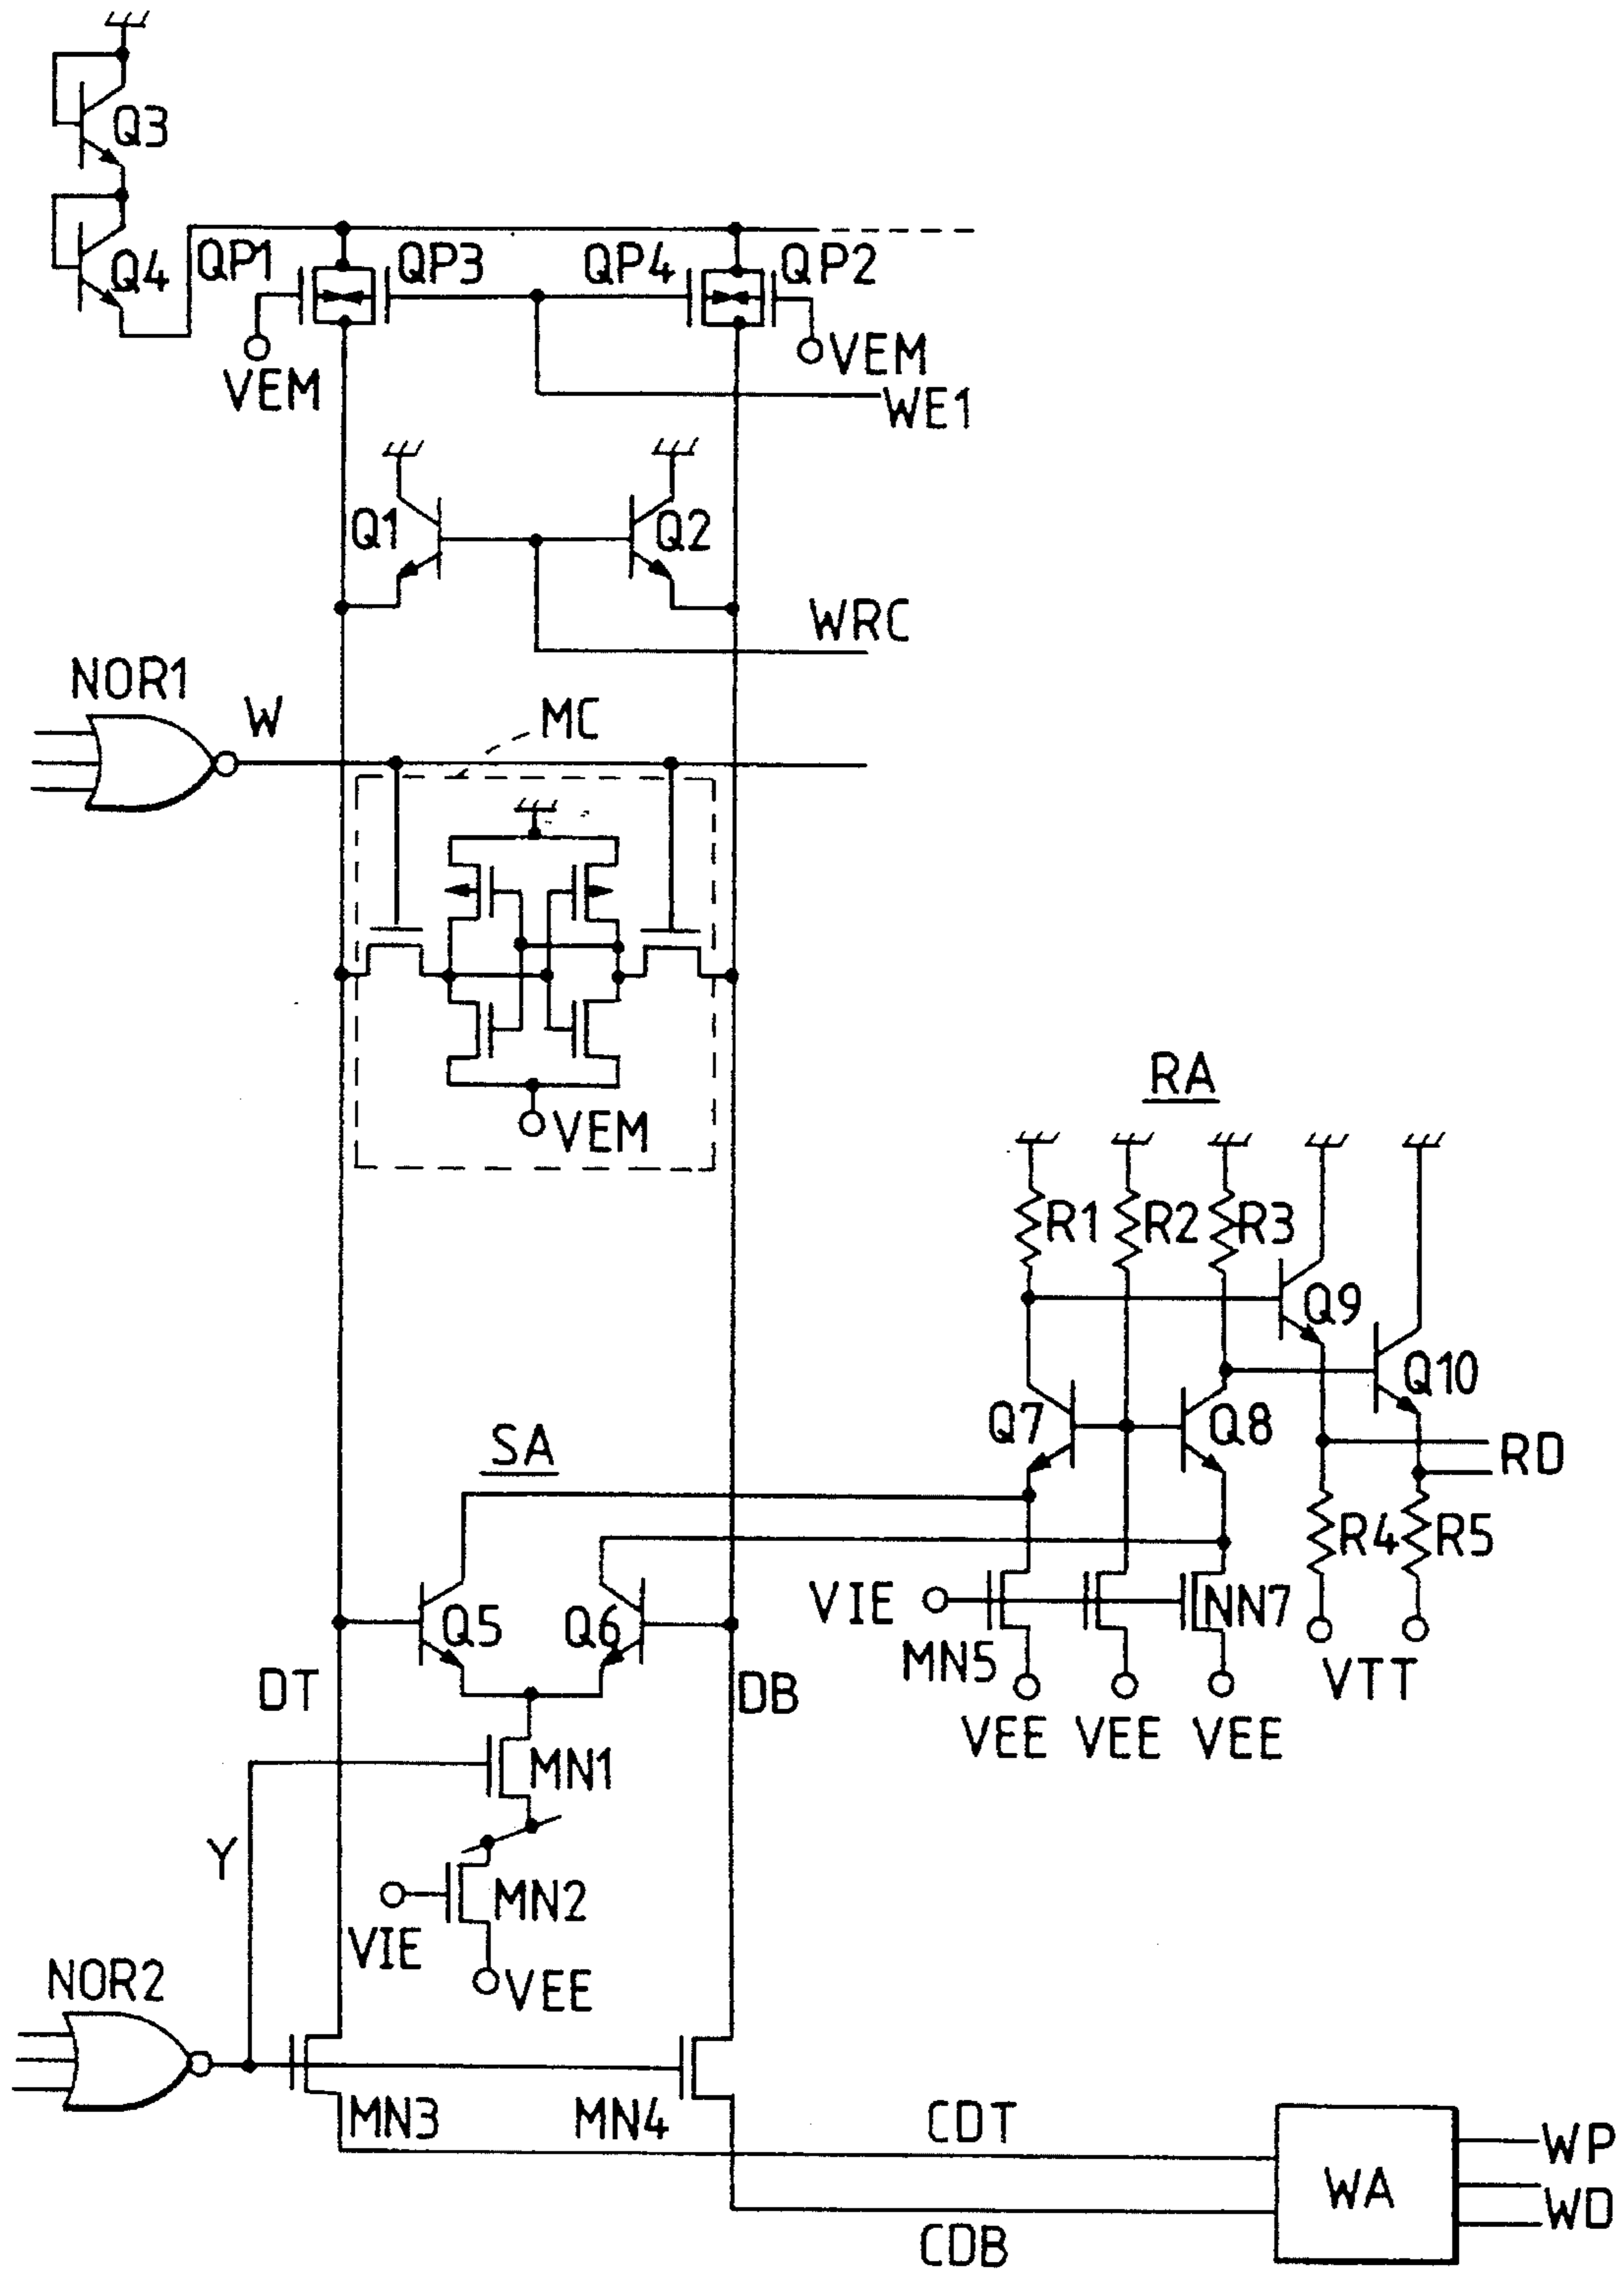 Q3
Q4
QP1
QP3
QP4
QP2
VEM
VEM
WE1
Q1
Q2
WRC
NOR1
W
MC
VEM
RA
R1
R2
R3
Q9
Q10
Q7
Q8
RD
SA
R4
R5
VIE
NN7
Q5
Q6
MN5
DT
DB
VTT
VEE
VEE
VEE
MN1
Y
MN2
VIE
VEE
NOR2
MN3
MN4
CDT
WP
WA
WD
CDB